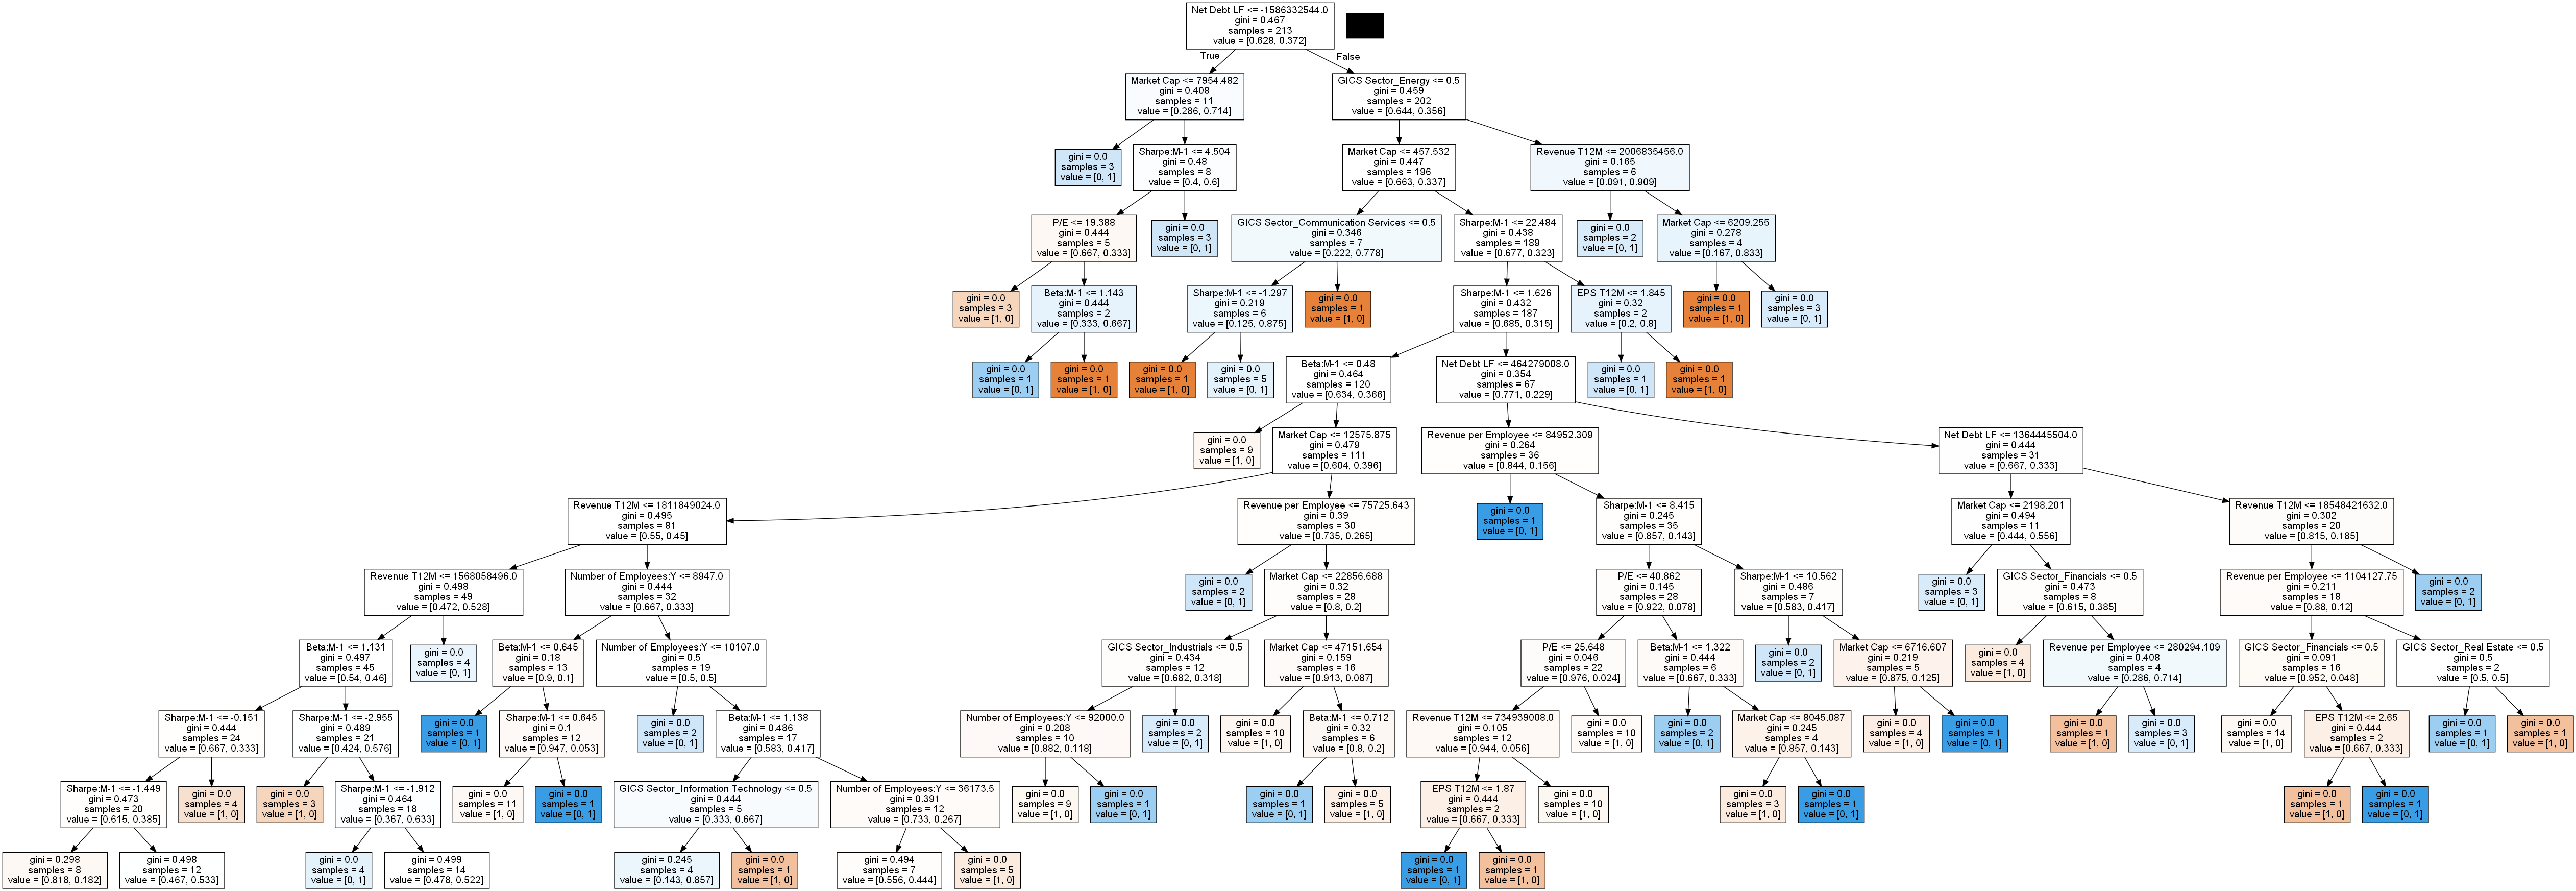 Net Debt LF <= -1586332544.0
gini = 0.467
samples = 213
value = [0.628, 0.372]
True
False
Market Cap <= 7954.482
gini = 0.408
samples = 11
value = [0.286, 0.714]
GICS Sector_Energy <= 0.5
gini = 0.459
samples = 202
value = [0.644, 0.356]
gini = 0.0
samples = 3
value = [0, 1]
Sharpe:M-1 <= 4.504
gini = 0.48
samples = 8
value = [0.4, 0.6]
Market Cap <= 457.532
gini = 0.447
samples = 196
value = [0.663, 0.337]
Revenue T12M <= 2006835456.0
gini = 0.165
samples = 6
value = [0.091, 0.909]
P/E <= 19.388
gini = 0.444
samples = 5
value = [0.667, 0.333]
gini = 0.0
samples = 3
value = [0, 1]
GICS Sector_Communication Services <= 0.5
gini = 0.346
samples = 7
value = [0.222, 0.778]
Sharpe:M-1 <= 22.484
gini = 0.438
samples = 189
value = [0.677, 0.323]
gini = 0.0
samples = 2
value = [0, 1]
Market Cap <= 6209.255
gini = 0.278
samples = 4
value = [0.167, 0.833]
gini = 0.0
samples = 3
value = [1, 0]
Beta:M-1 <= 1.143
gini = 0.444
samples = 2
value = [0.333, 0.667]
Sharpe:M-1 <= -1.297
gini = 0.219
samples = 6
value = [0.125, 0.875]
gini = 0.0
samples = 1
value = [1, 0]
Sharpe:M-1 <= 1.626
gini = 0.432
samples = 187
value = [0.685, 0.315]
EPS T12M <= 1.845
gini = 0.32
samples = 2
value = [0.2, 0.8]
gini = 0.0
samples = 1
value = [1, 0]
gini = 0.0
samples = 3
value = [0, 1]
gini = 0.0
samples = 1
value = [0, 1]
gini = 0.0
samples = 1
value = [1, 0]
gini = 0.0
samples = 1
value = [1, 0]
gini = 0.0
samples = 5
value = [0, 1]
Beta:M-1 <= 0.48
gini = 0.464
samples = 120
value = [0.634, 0.366]
Net Debt LF <= 464279008.0
gini = 0.354
samples = 67
value = [0.771, 0.229]
gini = 0.0
samples = 1
value = [0, 1]
gini = 0.0
samples = 1
value = [1, 0]
gini = 0.0
samples = 9
value = [1, 0]
Market Cap <= 12575.875
gini = 0.479
samples = 111
value = [0.604, 0.396]
Revenue per Employee <= 84952.309
gini = 0.264
samples = 36
value = [0.844, 0.156]
Net Debt LF <= 1364445504.0
gini = 0.444
samples = 31
value = [0.667, 0.333]
Revenue T12M <= 1811849024.0
gini = 0.495
samples = 81
value = [0.55, 0.45]
Revenue per Employee <= 75725.643
gini = 0.39
samples = 30
value = [0.735, 0.265]
gini = 0.0
samples = 1
value = [0, 1]
Sharpe:M-1 <= 8.415
gini = 0.245
samples = 35
value = [0.857, 0.143]
Market Cap <= 2198.201
gini = 0.494
samples = 11
value = [0.444, 0.556]
Revenue T12M <= 18548421632.0
gini = 0.302
samples = 20
value = [0.815, 0.185]
Revenue T12M <= 1568058496.0
gini = 0.498
samples = 49
value = [0.472, 0.528]
Number of Employees:Y <= 8947.0
gini = 0.444
samples = 32
value = [0.667, 0.333]
gini = 0.0
samples = 2
value = [0, 1]
Market Cap <= 22856.688
gini = 0.32
samples = 28
value = [0.8, 0.2]
P/E <= 40.862
gini = 0.145
samples = 28
value = [0.922, 0.078]
Sharpe:M-1 <= 10.562
gini = 0.486
samples = 7
value = [0.583, 0.417]
gini = 0.0
samples = 3
value = [0, 1]
GICS Sector_Financials <= 0.5
gini = 0.473
samples = 8
value = [0.615, 0.385]
Revenue per Employee <= 1104127.75
gini = 0.211
samples = 18
value = [0.88, 0.12]
gini = 0.0
samples = 2
value = [0, 1]
Beta:M-1 <= 1.131
gini = 0.497
samples = 45
value = [0.54, 0.46]
gini = 0.0
samples = 4
value = [0, 1]
Beta:M-1 <= 0.645
gini = 0.18
samples = 13
value = [0.9, 0.1]
Number of Employees:Y <= 10107.0
gini = 0.5
samples = 19
value = [0.5, 0.5]
GICS Sector_Industrials <= 0.5
gini = 0.434
samples = 12
value = [0.682, 0.318]
Market Cap <= 47151.654
gini = 0.159
samples = 16
value = [0.913, 0.087]
P/E <= 25.648
gini = 0.046
samples = 22
value = [0.976, 0.024]
Beta:M-1 <= 1.322
gini = 0.444
samples = 6
value = [0.667, 0.333]
gini = 0.0
samples = 2
value = [0, 1]
Market Cap <= 6716.607
gini = 0.219
samples = 5
value = [0.875, 0.125]
gini = 0.0
samples = 4
value = [1, 0]
Revenue per Employee <= 280294.109
gini = 0.408
samples = 4
value = [0.286, 0.714]
GICS Sector_Financials <= 0.5
gini = 0.091
samples = 16
value = [0.952, 0.048]
GICS Sector_Real Estate <= 0.5
gini = 0.5
samples = 2
value = [0.5, 0.5]
Sharpe:M-1 <= -0.151
gini = 0.444
samples = 24
value = [0.667, 0.333]
Sharpe:M-1 <= -2.955
gini = 0.489
samples = 21
value = [0.424, 0.576]
gini = 0.0
samples = 1
value = [0, 1]
Sharpe:M-1 <= 0.645
gini = 0.1
samples = 12
value = [0.947, 0.053]
gini = 0.0
samples = 2
value = [0, 1]
Beta:M-1 <= 1.138
gini = 0.486
samples = 17
value = [0.583, 0.417]
Number of Employees:Y <= 92000.0
gini = 0.208
samples = 10
value = [0.882, 0.118]
gini = 0.0
samples = 2
value = [0, 1]
gini = 0.0
samples = 10
value = [1, 0]
Beta:M-1 <= 0.712
gini = 0.32
samples = 6
value = [0.8, 0.2]
Revenue T12M <= 734939008.0
gini = 0.105
samples = 12
value = [0.944, 0.056]
gini = 0.0
samples = 10
value = [1, 0]
gini = 0.0
samples = 2
value = [0, 1]
Market Cap <= 8045.087
gini = 0.245
samples = 4
value = [0.857, 0.143]
gini = 0.0
samples = 4
value = [1, 0]
gini = 0.0
samples = 1
value = [0, 1]
gini = 0.0
samples = 1
value = [1, 0]
gini = 0.0
samples = 3
value = [0, 1]
gini = 0.0
samples = 14
value = [1, 0]
EPS T12M <= 2.65
gini = 0.444
samples = 2
value = [0.667, 0.333]
gini = 0.0
samples = 1
value = [0, 1]
gini = 0.0
samples = 1
value = [1, 0]
Sharpe:M-1 <= -1.449
gini = 0.473
samples = 20
value = [0.615, 0.385]
gini = 0.0
samples = 4
value = [1, 0]
gini = 0.0
samples = 3
value = [1, 0]
Sharpe:M-1 <= -1.912
gini = 0.464
samples = 18
value = [0.367, 0.633]
gini = 0.0
samples = 11
value = [1, 0]
gini = 0.0
samples = 1
value = [0, 1]
GICS Sector_Information Technology <= 0.5
gini = 0.444
samples = 5
value = [0.333, 0.667]
Number of Employees:Y <= 36173.5
gini = 0.391
samples = 12
value = [0.733, 0.267]
gini = 0.0
samples = 9
value = [1, 0]
gini = 0.0
samples = 1
value = [0, 1]
gini = 0.0
samples = 1
value = [0, 1]
gini = 0.0
samples = 5
value = [1, 0]
EPS T12M <= 1.87
gini = 0.444
samples = 2
value = [0.667, 0.333]
gini = 0.0
samples = 10
value = [1, 0]
gini = 0.0
samples = 3
value = [1, 0]
gini = 0.0
samples = 1
value = [0, 1]
gini = 0.0
samples = 1
value = [1, 0]
gini = 0.0
samples = 1
value = [0, 1]
gini = 0.298
samples = 8
value = [0.818, 0.182]
gini = 0.498
samples = 12
value = [0.467, 0.533]
gini = 0.0
samples = 4
value = [0, 1]
gini = 0.499
samples = 14
value = [0.478, 0.522]
gini = 0.245
samples = 4
value = [0.143, 0.857]
gini = 0.0
samples = 1
value = [1, 0]
gini = 0.494
samples = 7
value = [0.556, 0.444]
gini = 0.0
samples = 5
value = [1, 0]
gini = 0.0
samples = 1
value = [0, 1]
gini = 0.0
samples = 1
value = [1, 0]